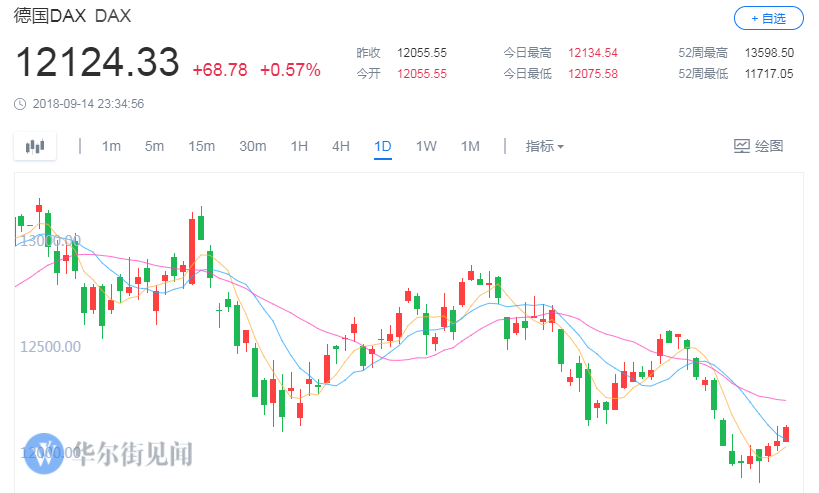 德国DAX DAX
+ 自选
12124.33 +68.78 +0.57%
昨收 12055.55 今日最高 12134.54 52周最高 13598.50
今开 12055.55 今日最低 12075.58 52周最低 11717.05
2018-09-14 23:34:56
1m 5m 15m 30m 1H 4H 1D 1W 1M 指标 绘图
13000.00
12500.00
12000.00
华尔街见闻